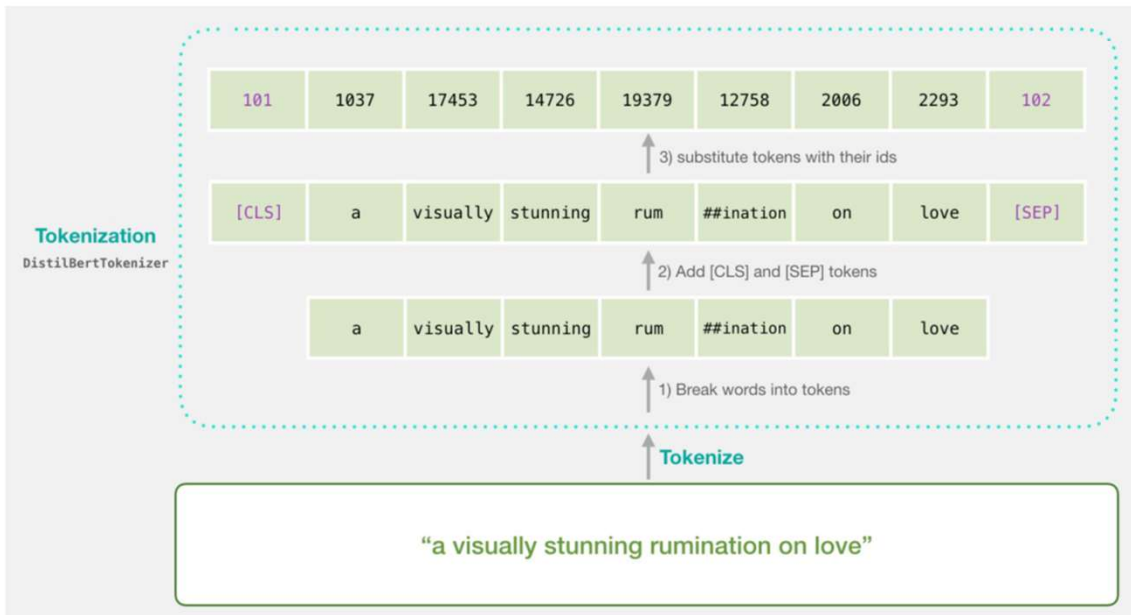 101 1037 17453 14726 19379 12758 2006 2293 102
3) substitute tokens with their ids
[CLS] a visually stunning rum ##ination on love [SEP]
Tokenization
DistilBertTokenizer
2) Add [CLS] and [SEP] tokens
a visually stunning rum ##ination on love
1) Break words into tokens
Tokenize
“a visually stunning rumination on love”